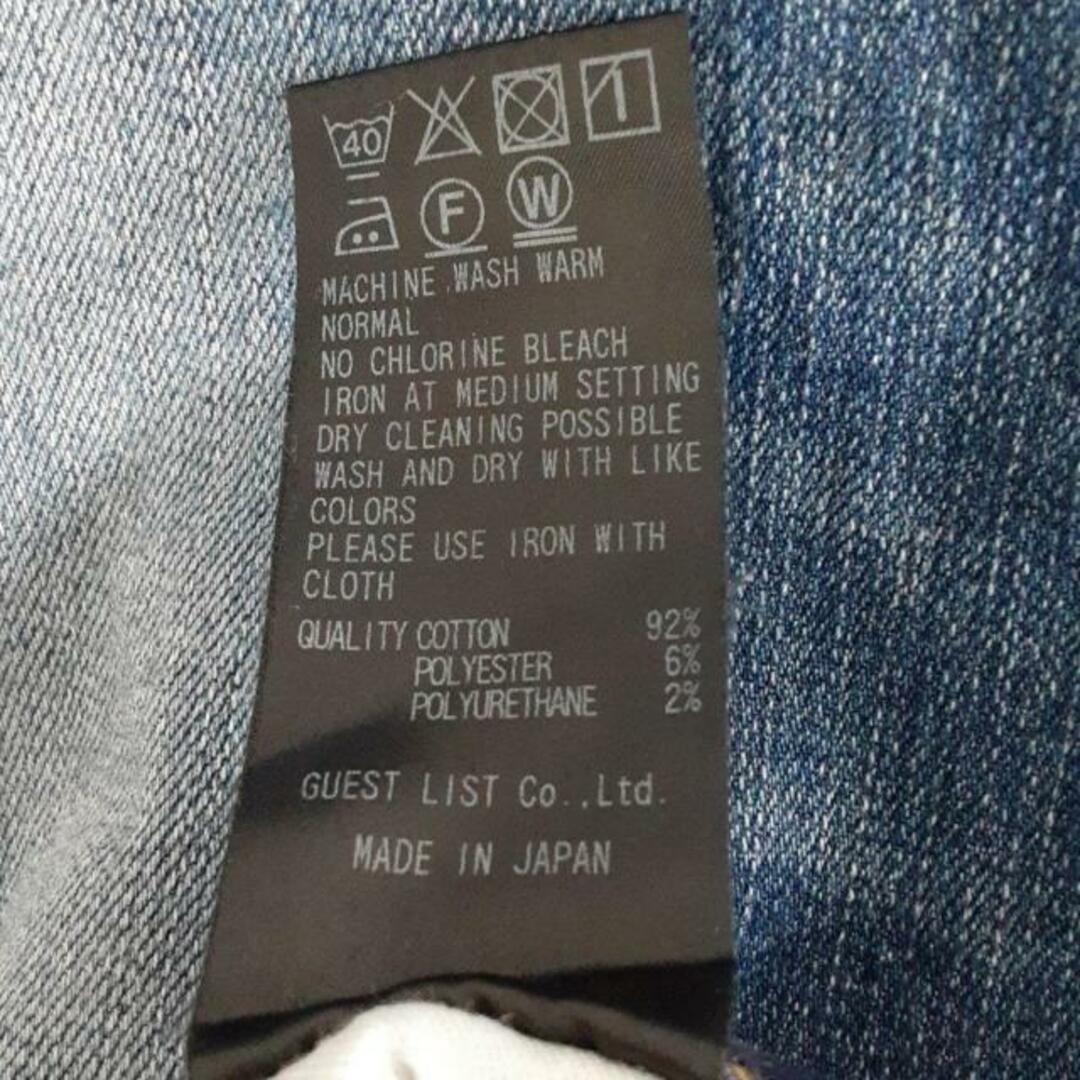 40
F W
MACHINE WASH WARM
NORMAL
NO CHLORINE BLEACH
IRON AT MEDIUM SETTING
DRY CLEANING POSSIBLE
WASH AND DRY WITH LIKE
COLORS
PLEASE USE IRON WITH
CLOTH
QUALITY COTTON 92%
POLYESTER 6%
POLYURETHANE 2%
GUEST LIST Co.,Ltd.
MADE IN JAPAN